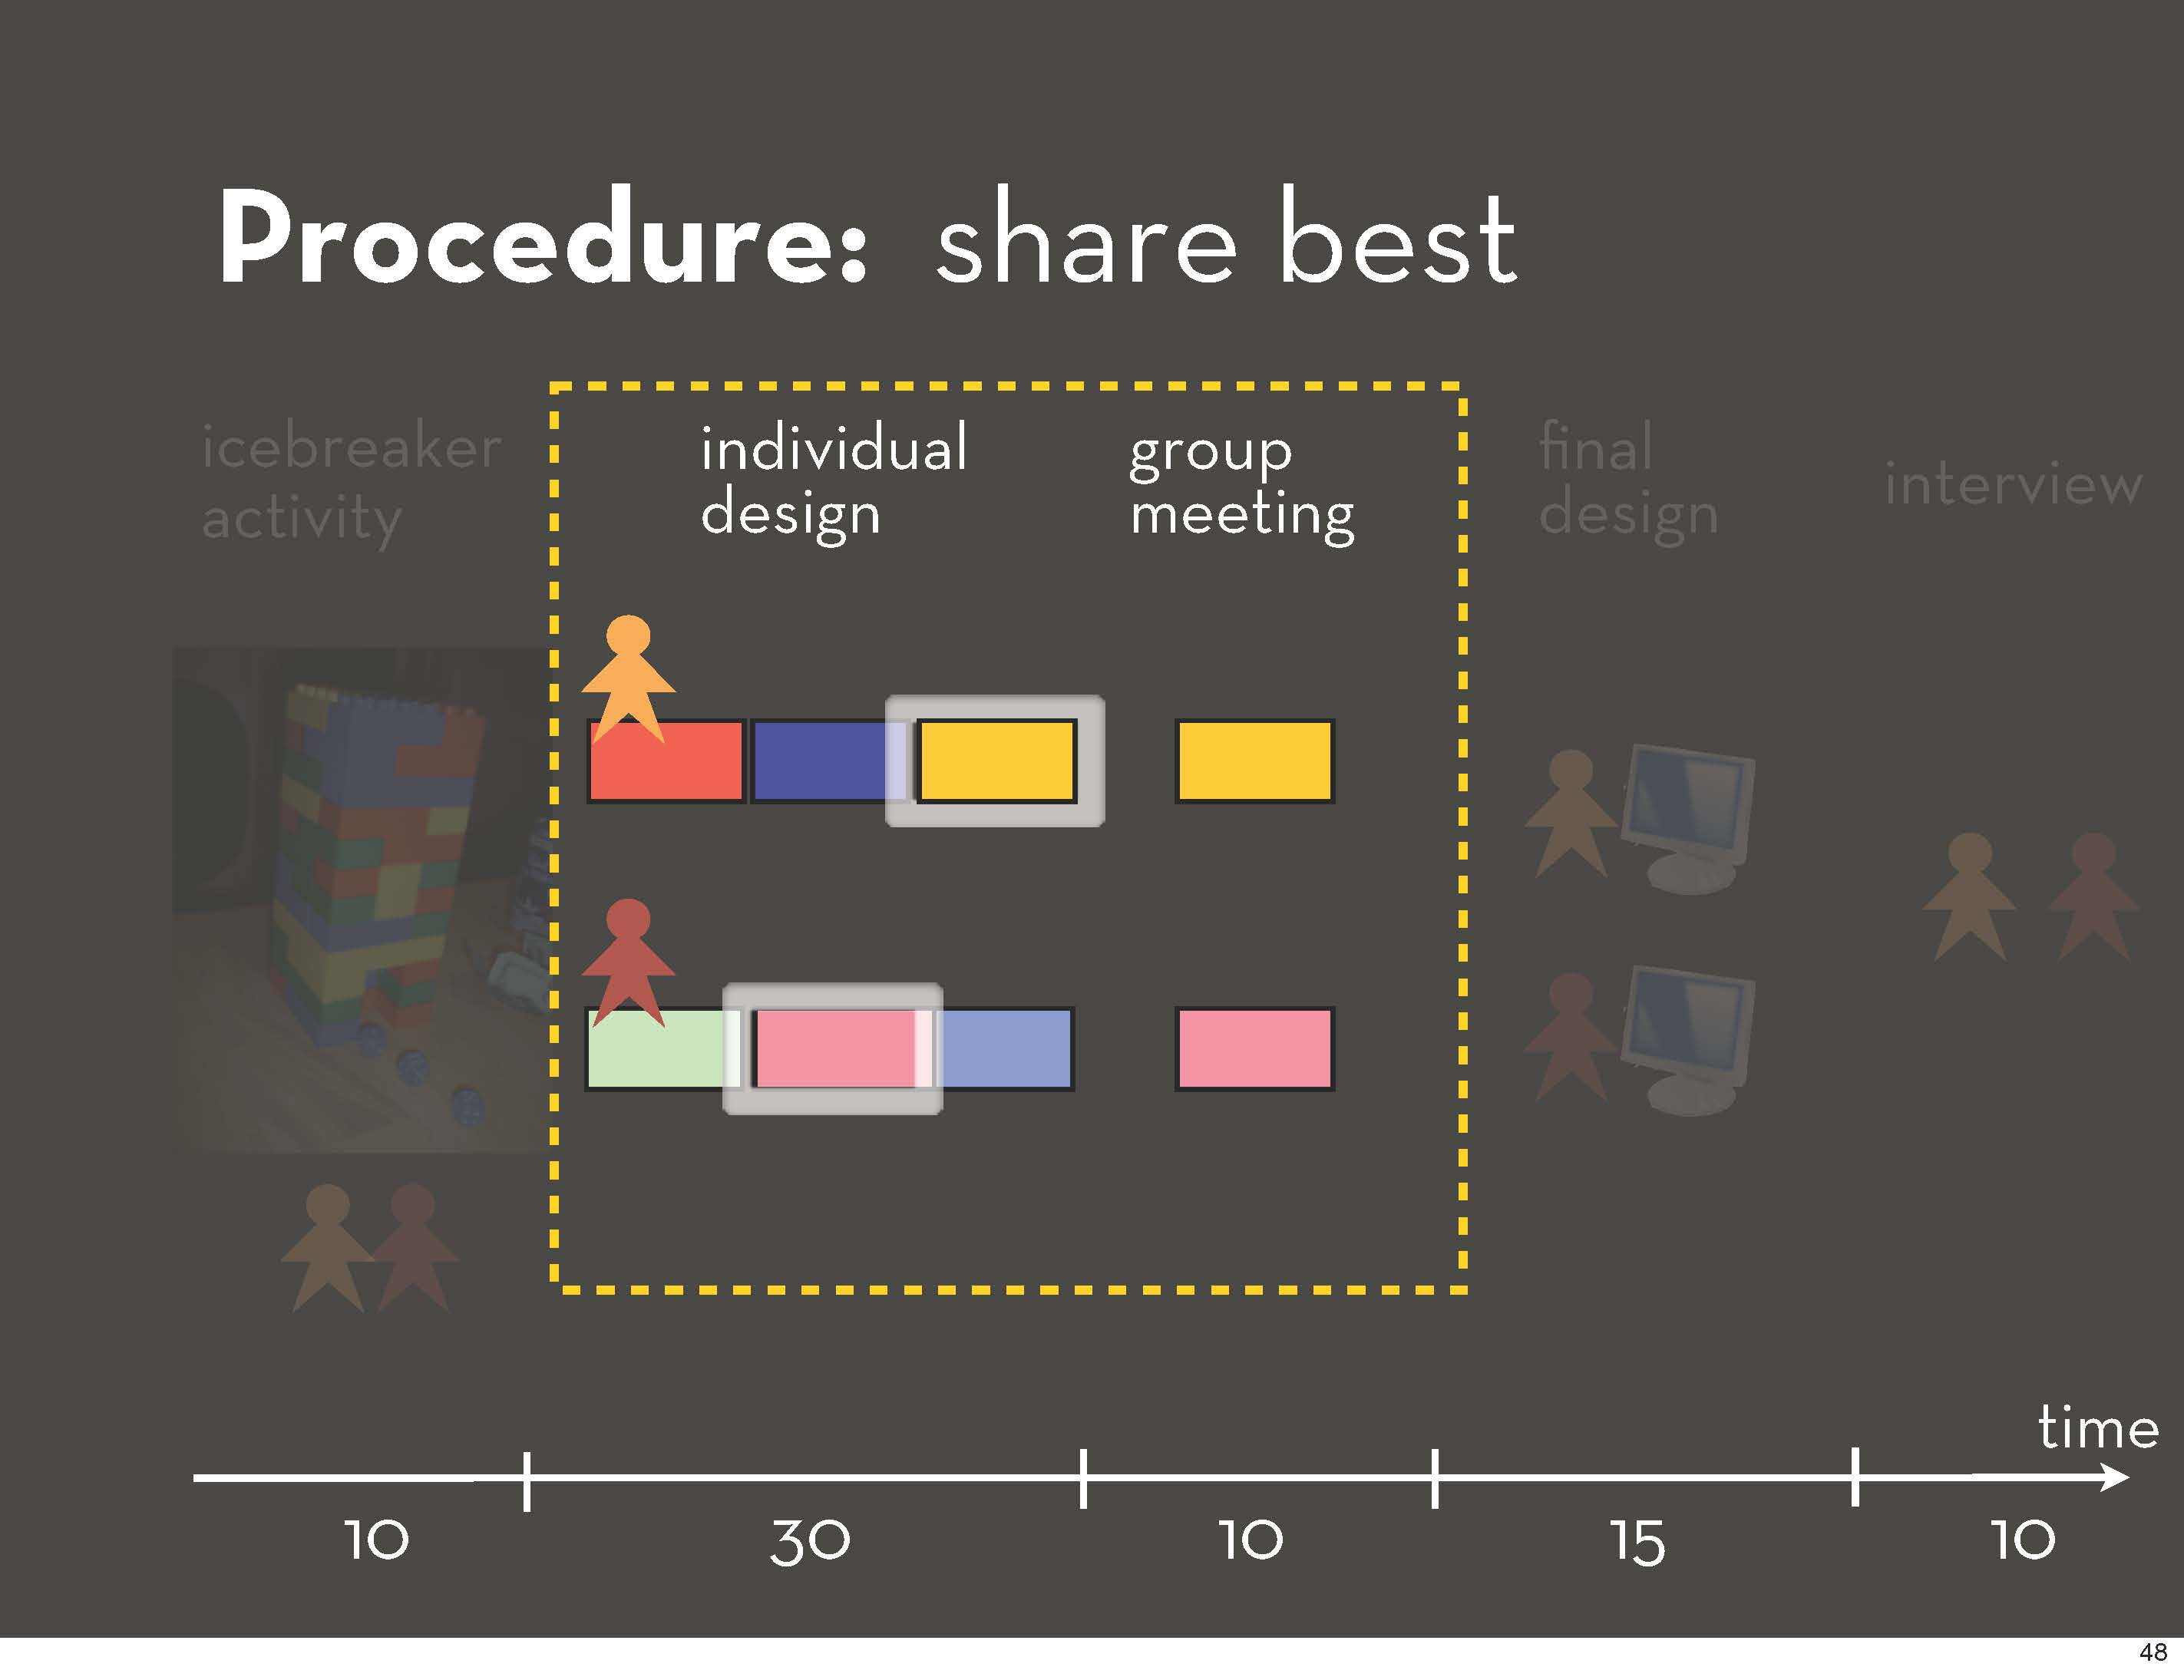 Procedure: share best
icebreaker
activity
individual
design
group
meeting
final
design
interview
time
10
30
10
15
10
48